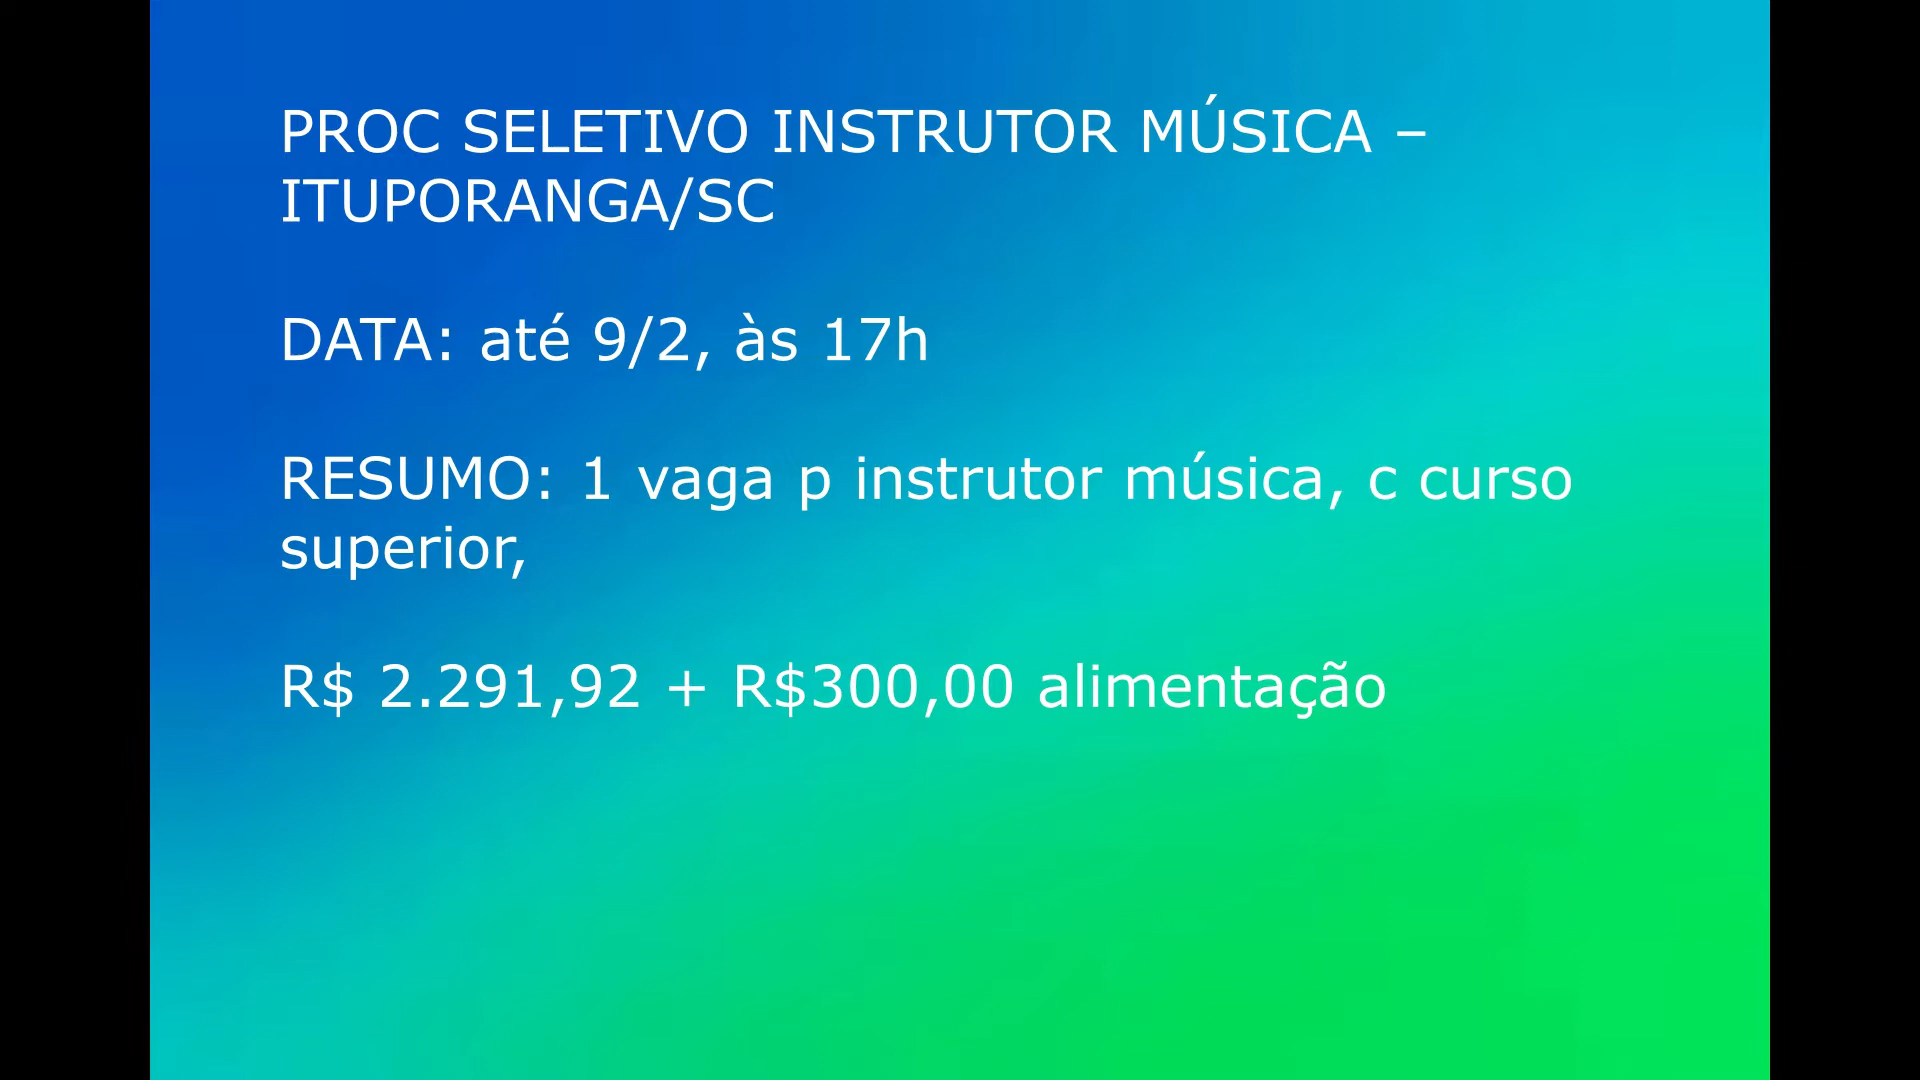 PROC SELETIVO INSTRUTOR MÚSICA –
ITUPORANGA/SC
DATA: até 9/2, às 17h
RESUMO: 1 vaga p instrutor música, c curso
superior,
R$ 2.291,92 + R$300,00 alimentação